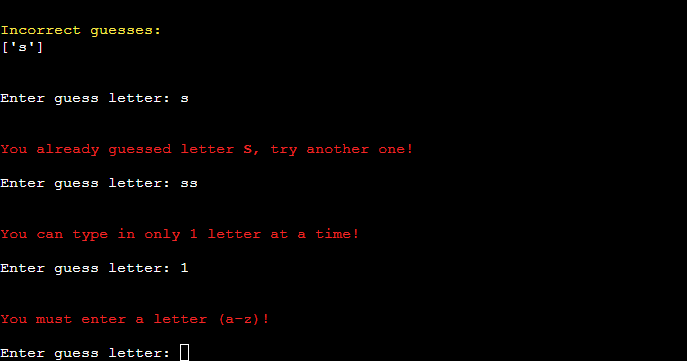 Incorrect guesses:
['s']
Enter guess letter: s
You already guessed letter S, try another one!
Enter guess letter: ss
You can type in only 1 letter at a time!
Enter guess letter: 1
You must enter a letter (a-z)!
Enter guess letter: